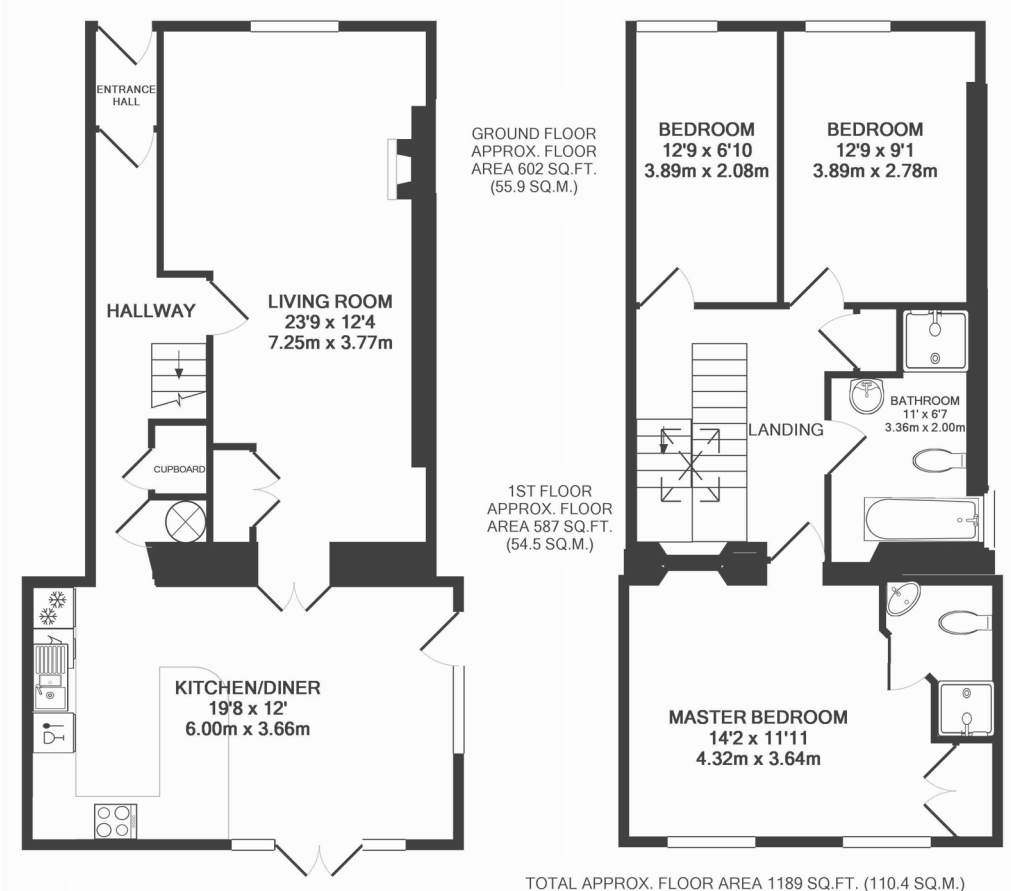 ENTRANCE
HALL
HALLWAY
LIVING ROOM
23'9 x 12'4
7.25m x 3.77m
CUPBOARD
KITCHEN/DINER
19'8 x 12'
6.00m x 3.66m
GROUND FLOOR
APPROX. FLOOR
AREA 602 SQ.FT.
(55.9 SQ.M.)
1ST FLOOR
APPROX. FLOOR
AREA 587 SQ.FT.
(54.5 SQ.M.)
BEDROOM
12'9 x 6'10
3.89m x 2.08m
BEDROOM
12'9 x 9'1
3.89m x 2.78m
LANDING
BATHROOM
11' x 6'7
3.36m x 2.00m
MASTER BEDROOM
14'2 x 11'11
4.32m x 3.64m
TOTAL APPROX. FLOOR AREA 1189 SQ.FT. (110.4 SQ.M.)